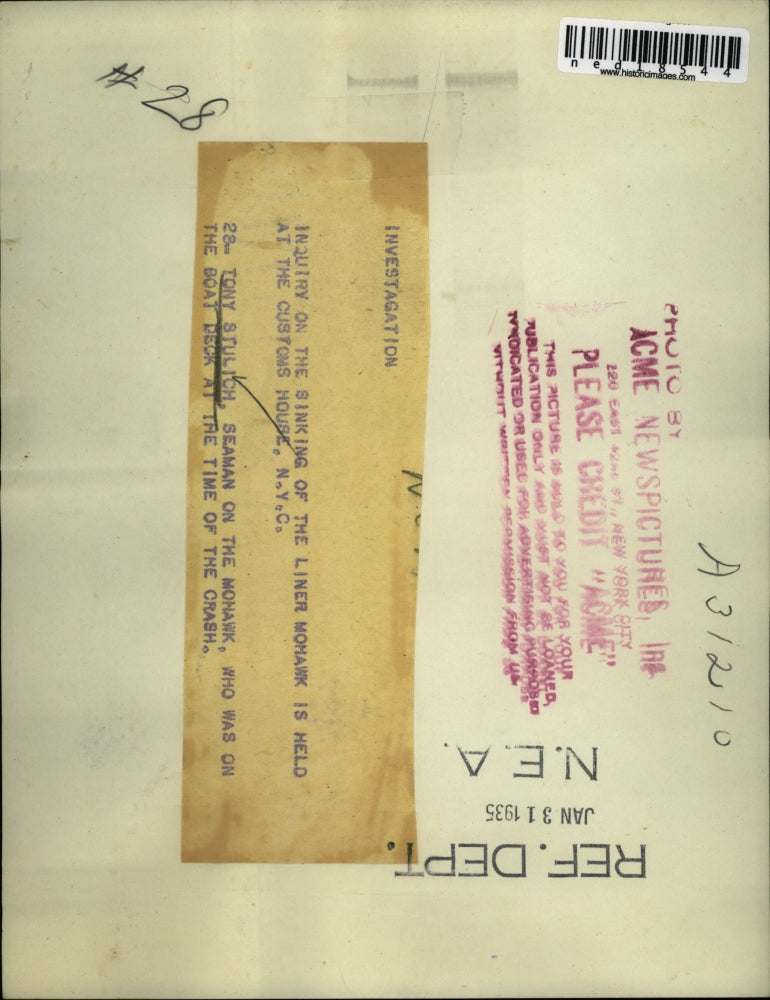 ned18544
www.historicimages.com
#28
PHOTO BY
ACME NEWSPICTURES, Inc
220 EAST 42nd ST., NEW YORK CITY
PLEASE CREDIT "ACME"
THIS PICTURE IS SOLD TO YOU FOR YOUR
PUBLICATION ONLY AND MUST NOT BE LOANED,
SYNDICATED OR USED FOR ADVERTISING PURPOSES
WITHOUT WRITTEN PERMISSION FROM US
A31210
INVESTAGATION
INQUIRY ON THE SINKING OF THE LINER MOHAWK IS HELD
AT THE CUSTOMS HOUSE, N.Y.C.
28- TONY STULICH, SEAMAN ON THE MOHAWK, WHO WAS ON
THE BOAT DECK AT THE TIME OF THE CRASH.
REF. DEPT.
JAN 31 1935
N.E.A.